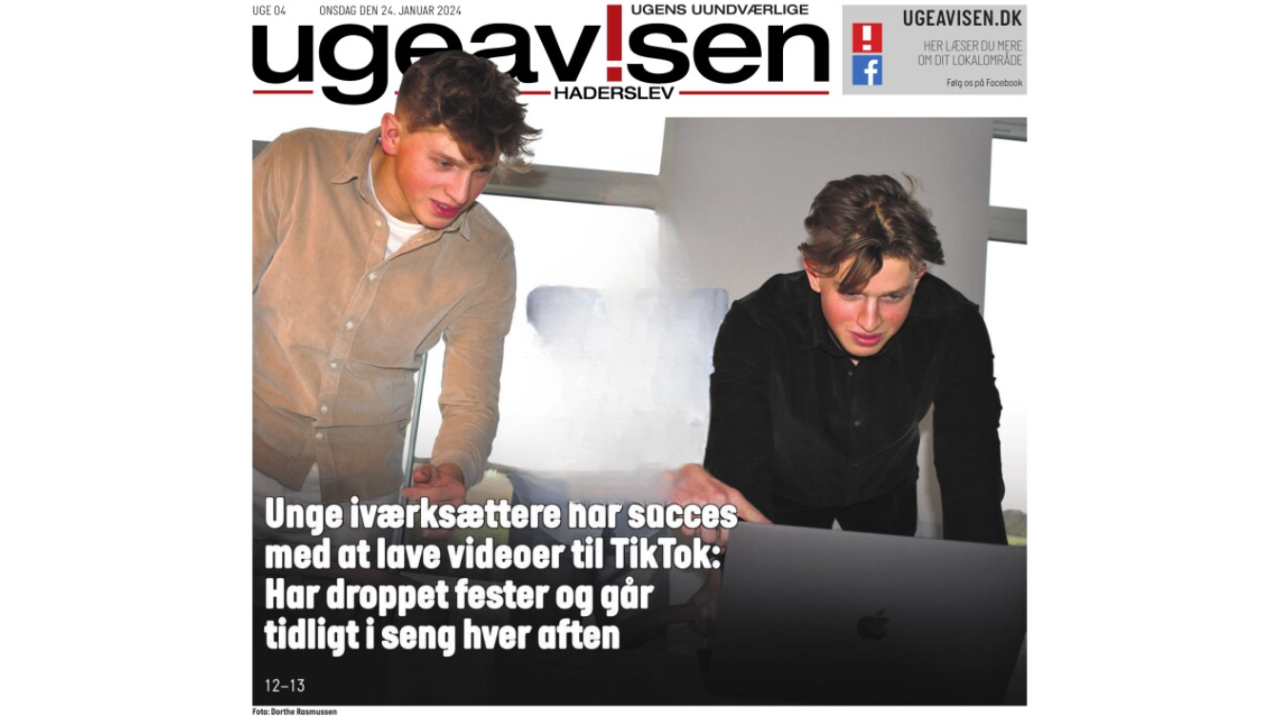 UGE 04 ONSDAG DEN 24. JANUAR 2024
UGENS UUNDVÆRLIGE
ugeav!sen
HADERSLEV
UGEAVISEN.DK
HER LÆSER DU MERE
OM DIT LOKALOMRÅDE
Følg os på Facebook
Unge iværksættere har succes
med at lave videoer til TikTok:
Har droppet fester og går
tidligt i seng hver aften
12–13
Foto: Dorthe Rasmussen